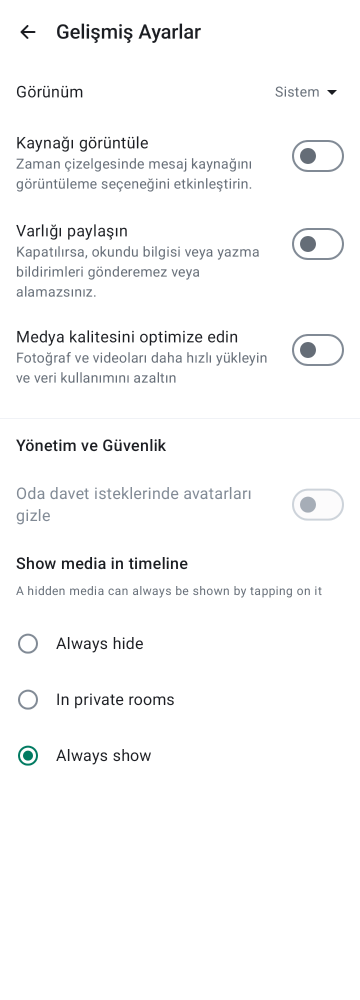 Gelişmiş Ayarlar
Görünüm
Sistem
Kaynağı görüntüle
Zaman çizelgesinde mesaj kaynağını
görüntüleme seçeneğini etkinleştirin.
Varlığı paylaşın
Kapatılırsa, okundu bilgisi veya yazma
bildirimleri gönderemez veya
alamazsınız.
Medya kalitesini optimize edin
Fotoğraf ve videoları daha hızlı yükleyin
ve veri kullanımını azaltın
Yönetim ve Güvenlik
Oda davet isteklerinde avatarları
gizle
Show media in timeline
A hidden media can always be shown by tapping on it
Always hide
In private rooms
Always show